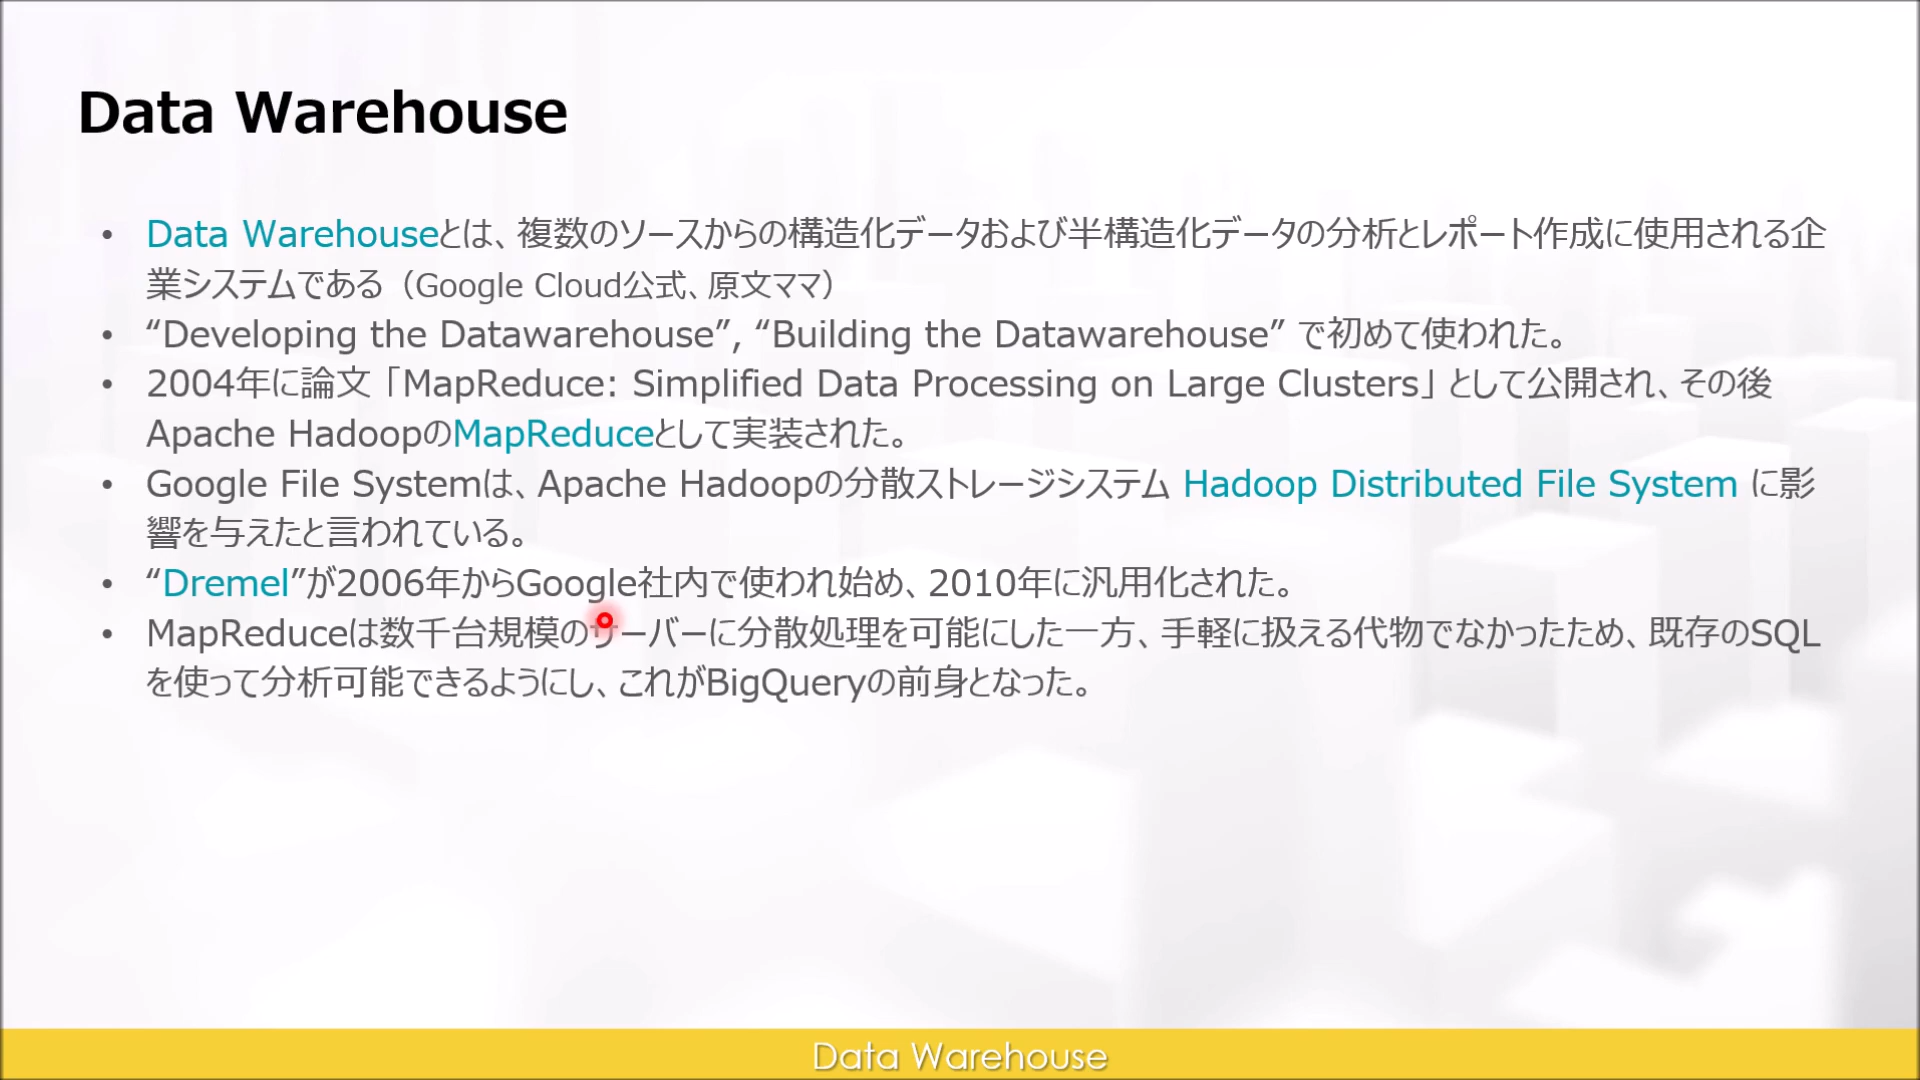 Data Warehouse
• Data Warehouseとは、複数のソースからの構造化データおよび半構造化データの分析とレポート作成に使用される企
業システムである（Google Cloud公式、原文ママ）
• “Developing the Datawarehouse”, “Building the Datawarehouse” で初めて使われた。
• 2004年に論文「MapReduce: Simplified Data Processing on Large Clusters」として公開され、その後
Apache HadoopのMapReduceとして実装された。
• Google File Systemは、Apache Hadoopの分散ストレージシステム Hadoop Distributed File System に影
響を与えたと言われている。
• “Dremel”が2006年からGoogle社内で使われ始め、2010年に汎用化された。
• MapReduceは数千台規模のサーバーに分散処理を可能にした一方、手軽に扱える代物でなかったため、既存のSQL
を使って分析可能できるようにし、これがBigQueryの前身となった。
Data Warehouse